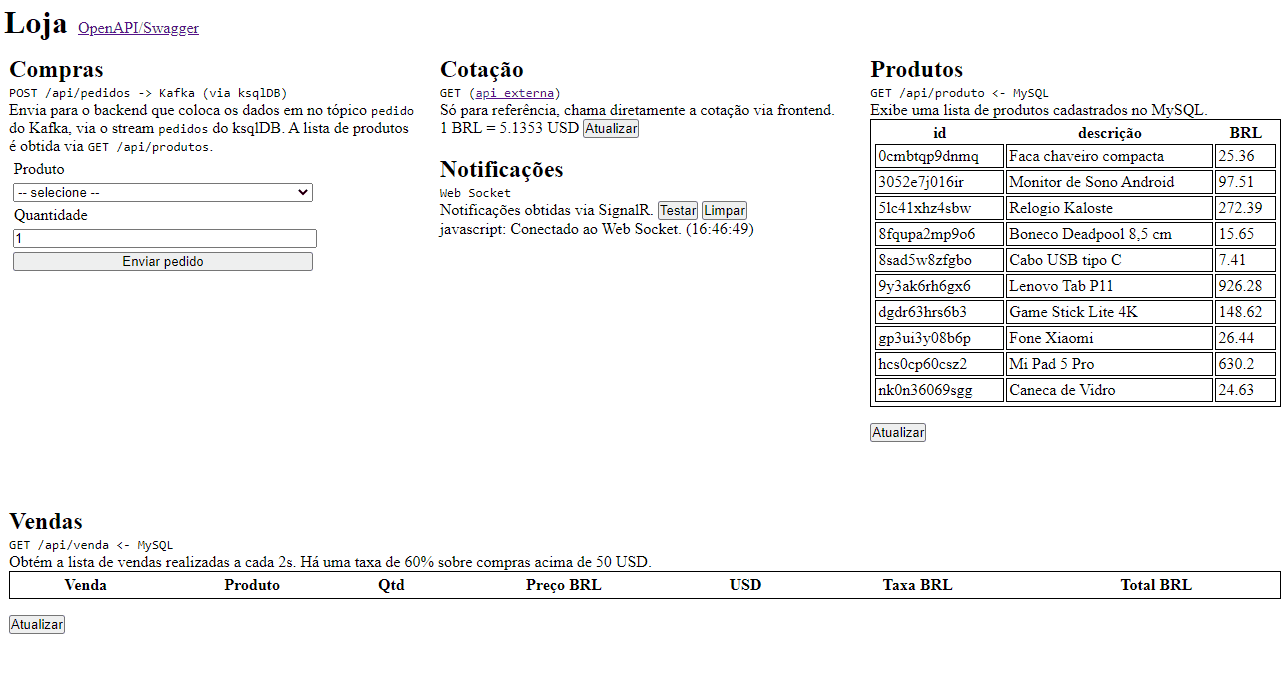 Loja OpenAPI/Swagger
Compras
POST /api/pedidos -> Kafka (via ksqlDB)
Envia para o backend que coloca os dados em no tópico pedido
do Kafka, via o stream pedidos do ksqlDB. A lista de produtos
é obtida via GET /api/produtos.
Produto
-- selecione --
Quantidade
1
Enviar pedido
Cotação
GET (api externa)
Só para referência, chama diretamente a cotação via frontend.
1 BRL = 5.1353 USD Atualizar
Notificações
Web Socket
Notificações obtidas via SignalR. Testar Limpar
javascript: Conectado ao Web Socket. (16:46:49)
Produtos
GET /api/produto <- MySQL
Exibe uma lista de produtos cadastrados no MySQL.
id descrição BRL
0cmbtqp9dnmq Faca chaveiro compacta 25.36
3052e7j016ir Monitor de Sono Android 97.51
5lc41xhz4sbw Relogio Kaloste 272.39
8fqupa2mp9o6 Boneco Deadpool 8,5 cm 15.65
8sad5w8zfgbo Cabo USB tipo C 7.41
9y3ak6rh6gx6 Lenovo Tab P11 926.28
dgdr63hrs6b3 Game Stick Lite 4K 148.62
gp3ui3y08b6p Fone Xiaomi 26.44
hcs0cp60csz2 Mi Pad 5 Pro 630.2
nk0n36069sgg Caneca de Vidro 24.63
Atualizar
Vendas
GET /api/venda <- MySQL
Obtém a lista de vendas realizadas a cada 2s. Há uma taxa de 60% sobre compras acima de 50 USD.
Venda Produto Qtd Preço BRL USD Taxa BRL Total BRL
Atualizar